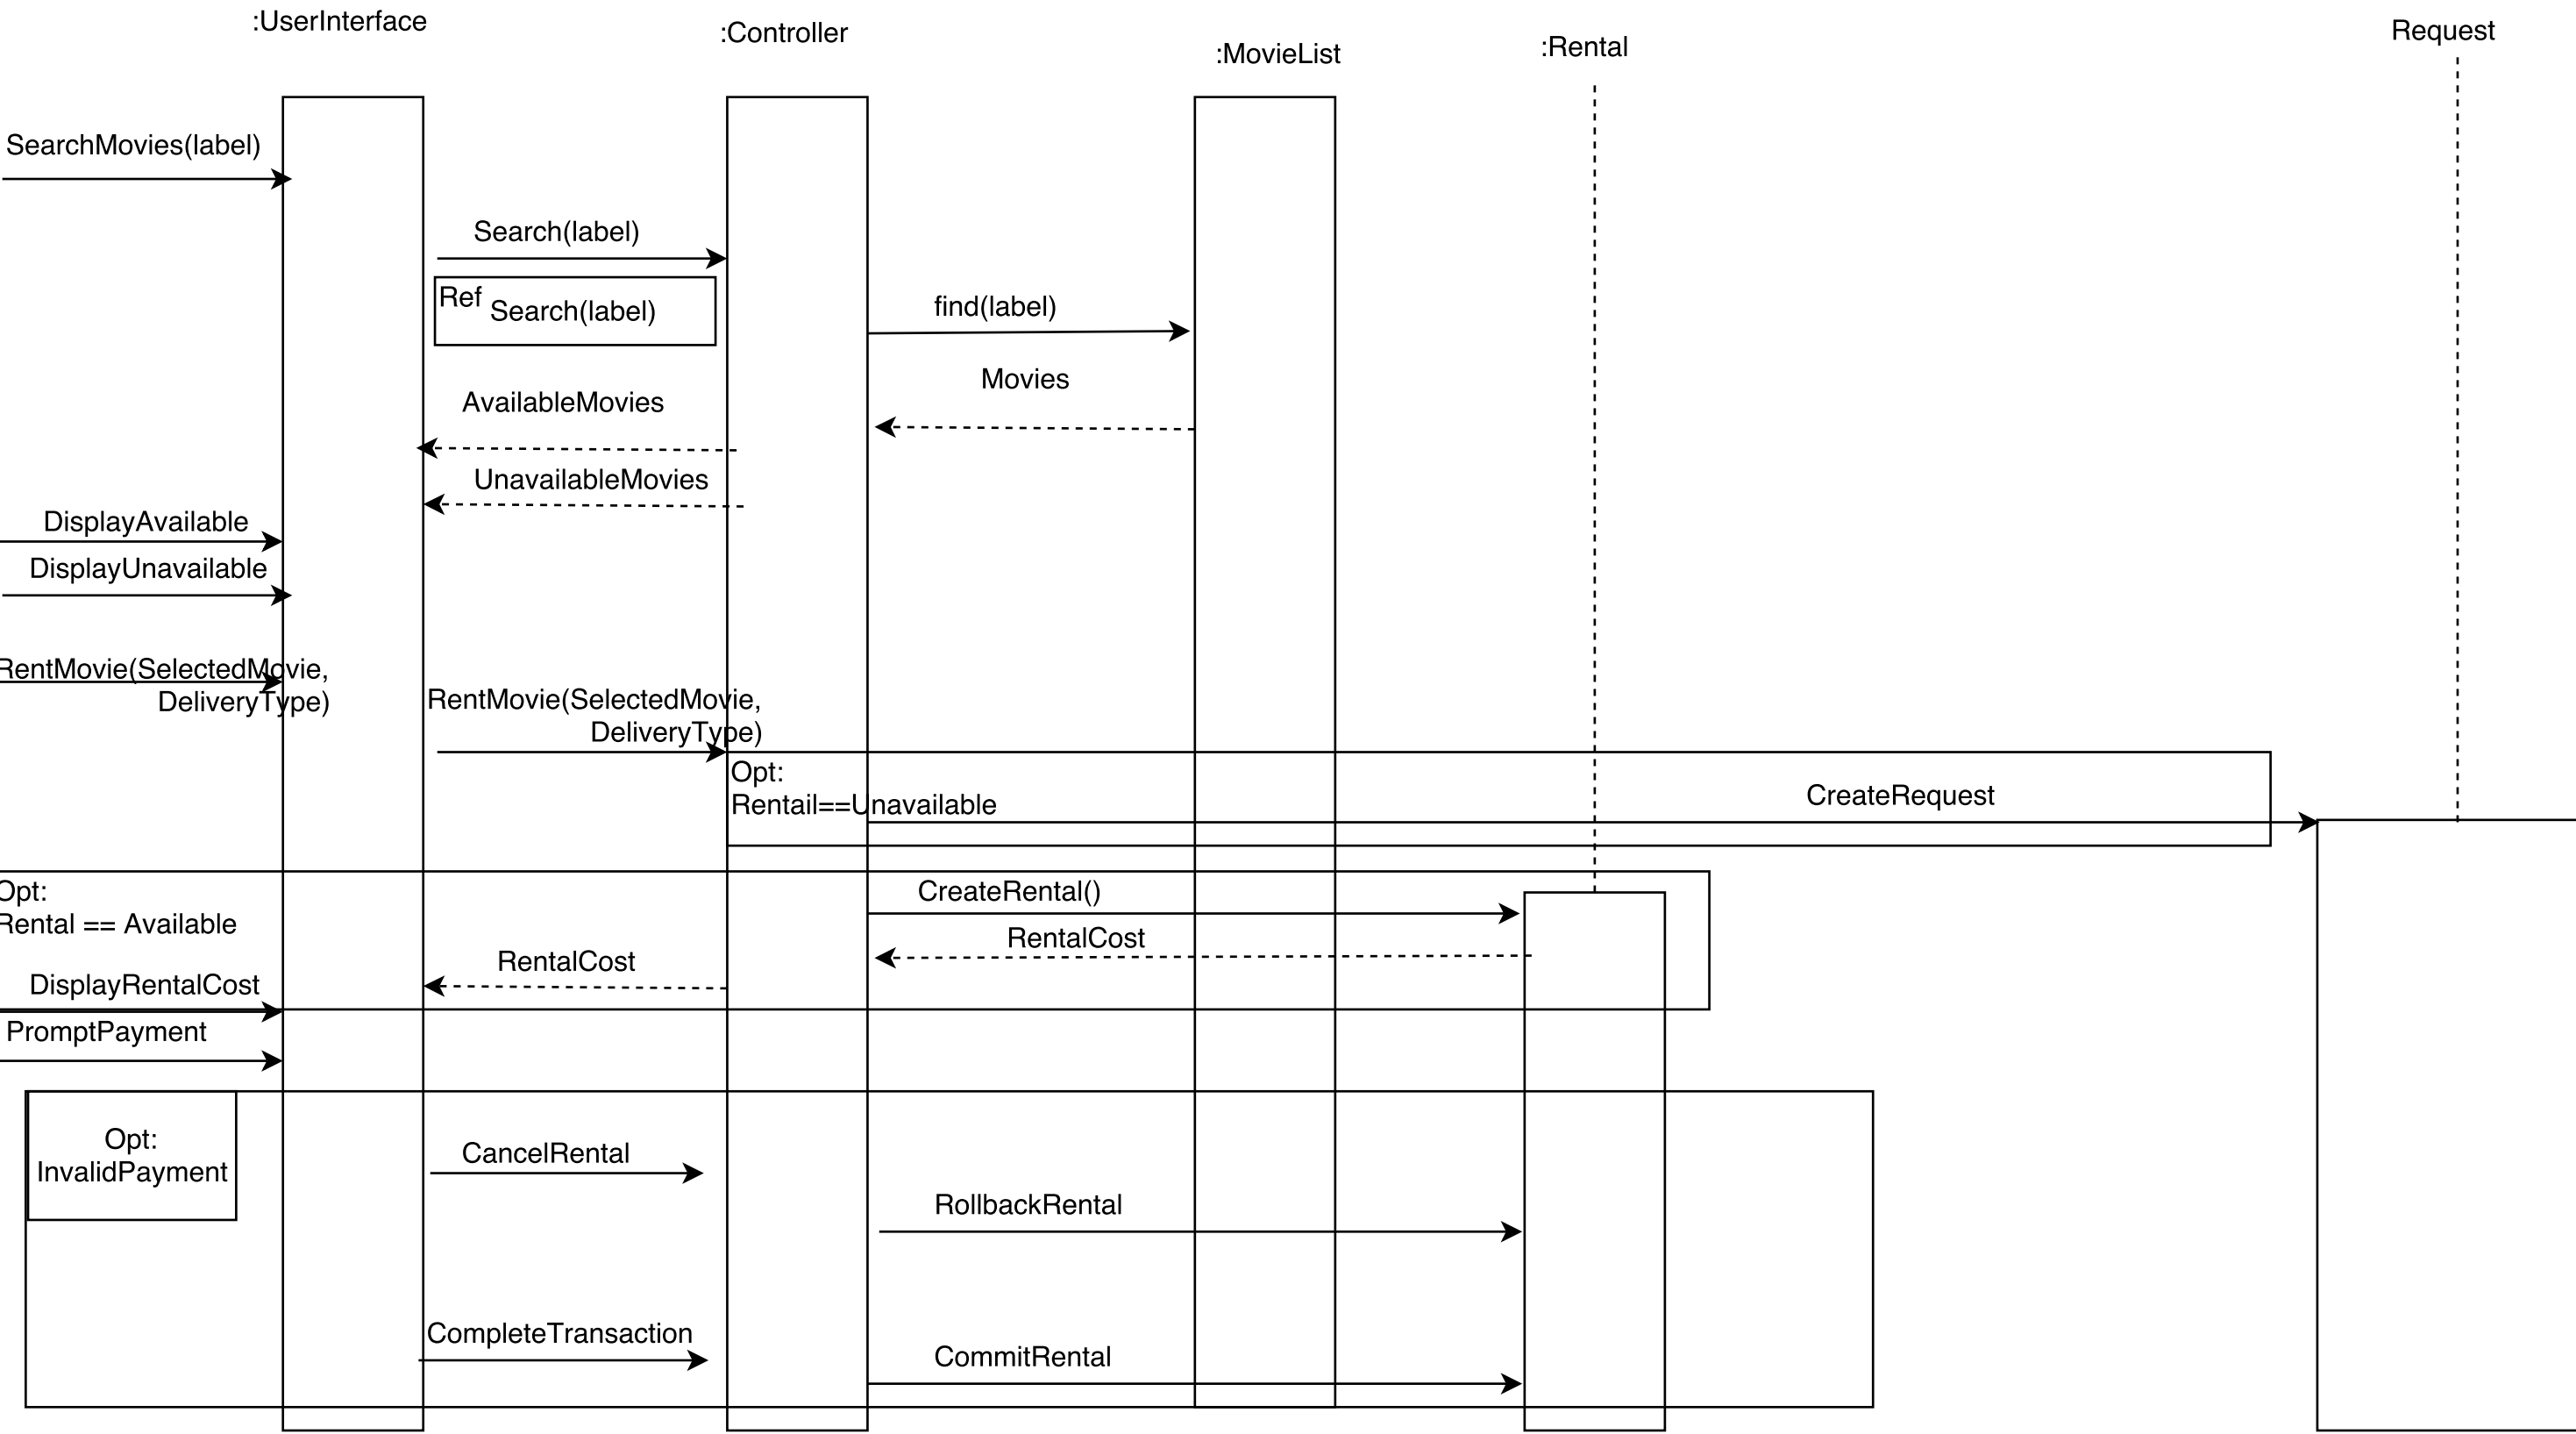 :UserInterface
:Controller
:MovieList
:Rental
Request
SearchMovies(label)
Search(label)
Ref
Search(label)
find(label)
Movies
AvailableMovies
UnavailableMovies
DisplayAvailable
DisplayUnavailable
RentMovie(SelectedMovie,
DeliveryType)
RentMovie(SelectedMovie,
DeliveryType)
Opt:
Rentail==Unavailable
CreateRequest
Opt:
Rental == Available
CreateRental()
RentalCost
RentalCost
DisplayRentalCost
PromptPayment
Opt:
InvalidPayment
CancelRental
RollbackRental
CompleteTransaction
CommitRental